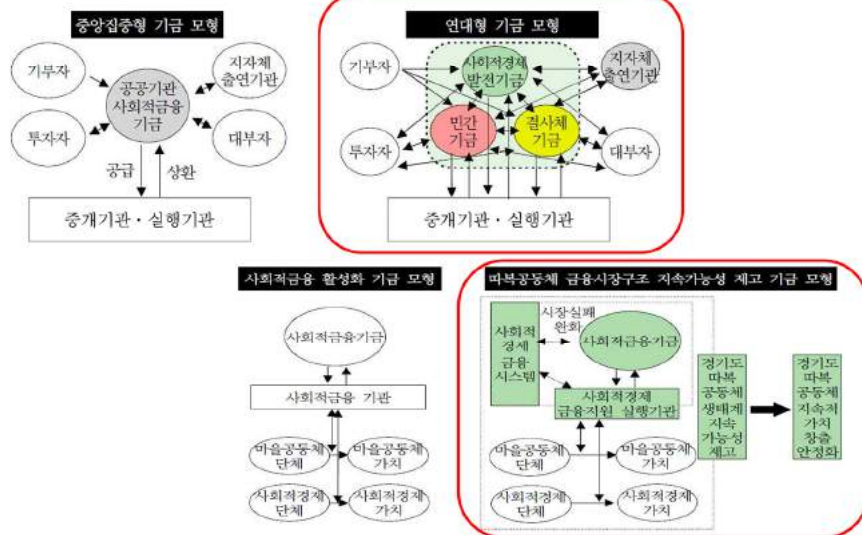 중앙집중형 기금 모형
기부자
공공기관
사회적금융
기금
지자체
출연기관
투자자
대부자
공급
상환
중개기관·실행기관
연대형 기금 모형
기부자
사회적경제
발전기금
지자체
출연기관
민간
기금
결사체
기금
투자자
대부자
중개기관·실행기관
사회적금융 활성화 기금 모형
사회적금융기금
사회적금융 기관
마을공동체
단체
마을공동체
가치
사회적경제
단체
사회적경제
가치
따복공동체 금융시장구조 지속가능성 재고 기금 모형
사회적
경제
금융
시스템
시장실패
완화
사회적금융기금
사회적경제
금융지원 실행기관
마을공동체
단체
마을공동체
가치
사회적경제
단체
사회적경제
가치
경기도
따복
공동체
생태계
지속
가능성
재고
경기도
따복
공동체
지속적
가치
창출
안정화